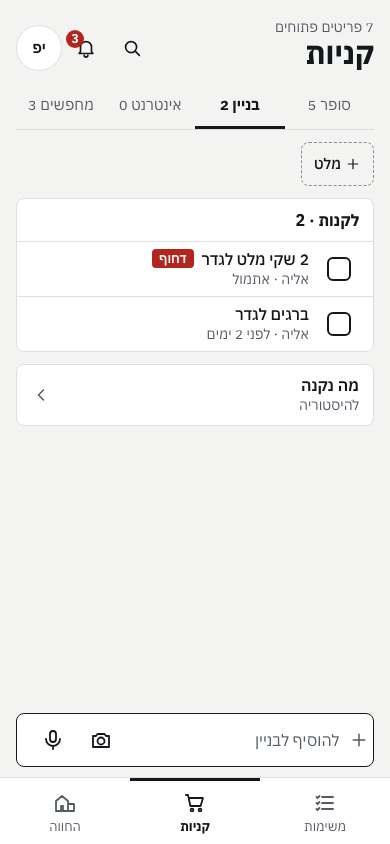 7 פריטים פתוחים
קניות
3
יפ
סופר 5
בניין 2
אינטרנט 0
מחפשים 3
+ מלט
לקנות · 2
2 שקי מלט לגדר דחוף
אליה · אתמול
ברגים לגדר
אליה · לפני 2 ימים
מה נקנה
להיסטוריה
+ להוסיף לבניין
משימות
קניות
החווה